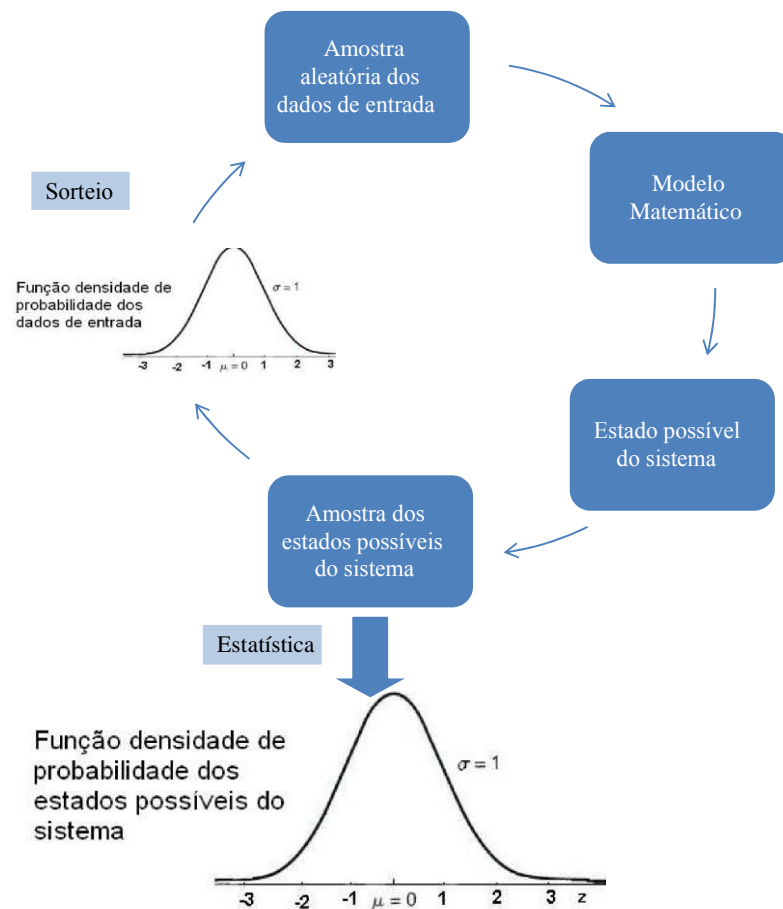 Amostra
aleatória dos
dados de entrada
Modelo
Matemático
Estado possível
do sistema
Amostra dos
estados possíveis
do sistema
Sorteio
Função densidade de
probabilidade dos
dados de entrada
σ = 1
-3 -2 -1 μ = 0 1 2 3
Estatística
Função densidade de
probabilidade dos
estados possíveis do
sistema
σ = 1
-3 -2 -1 μ = 0 1 2 3 z